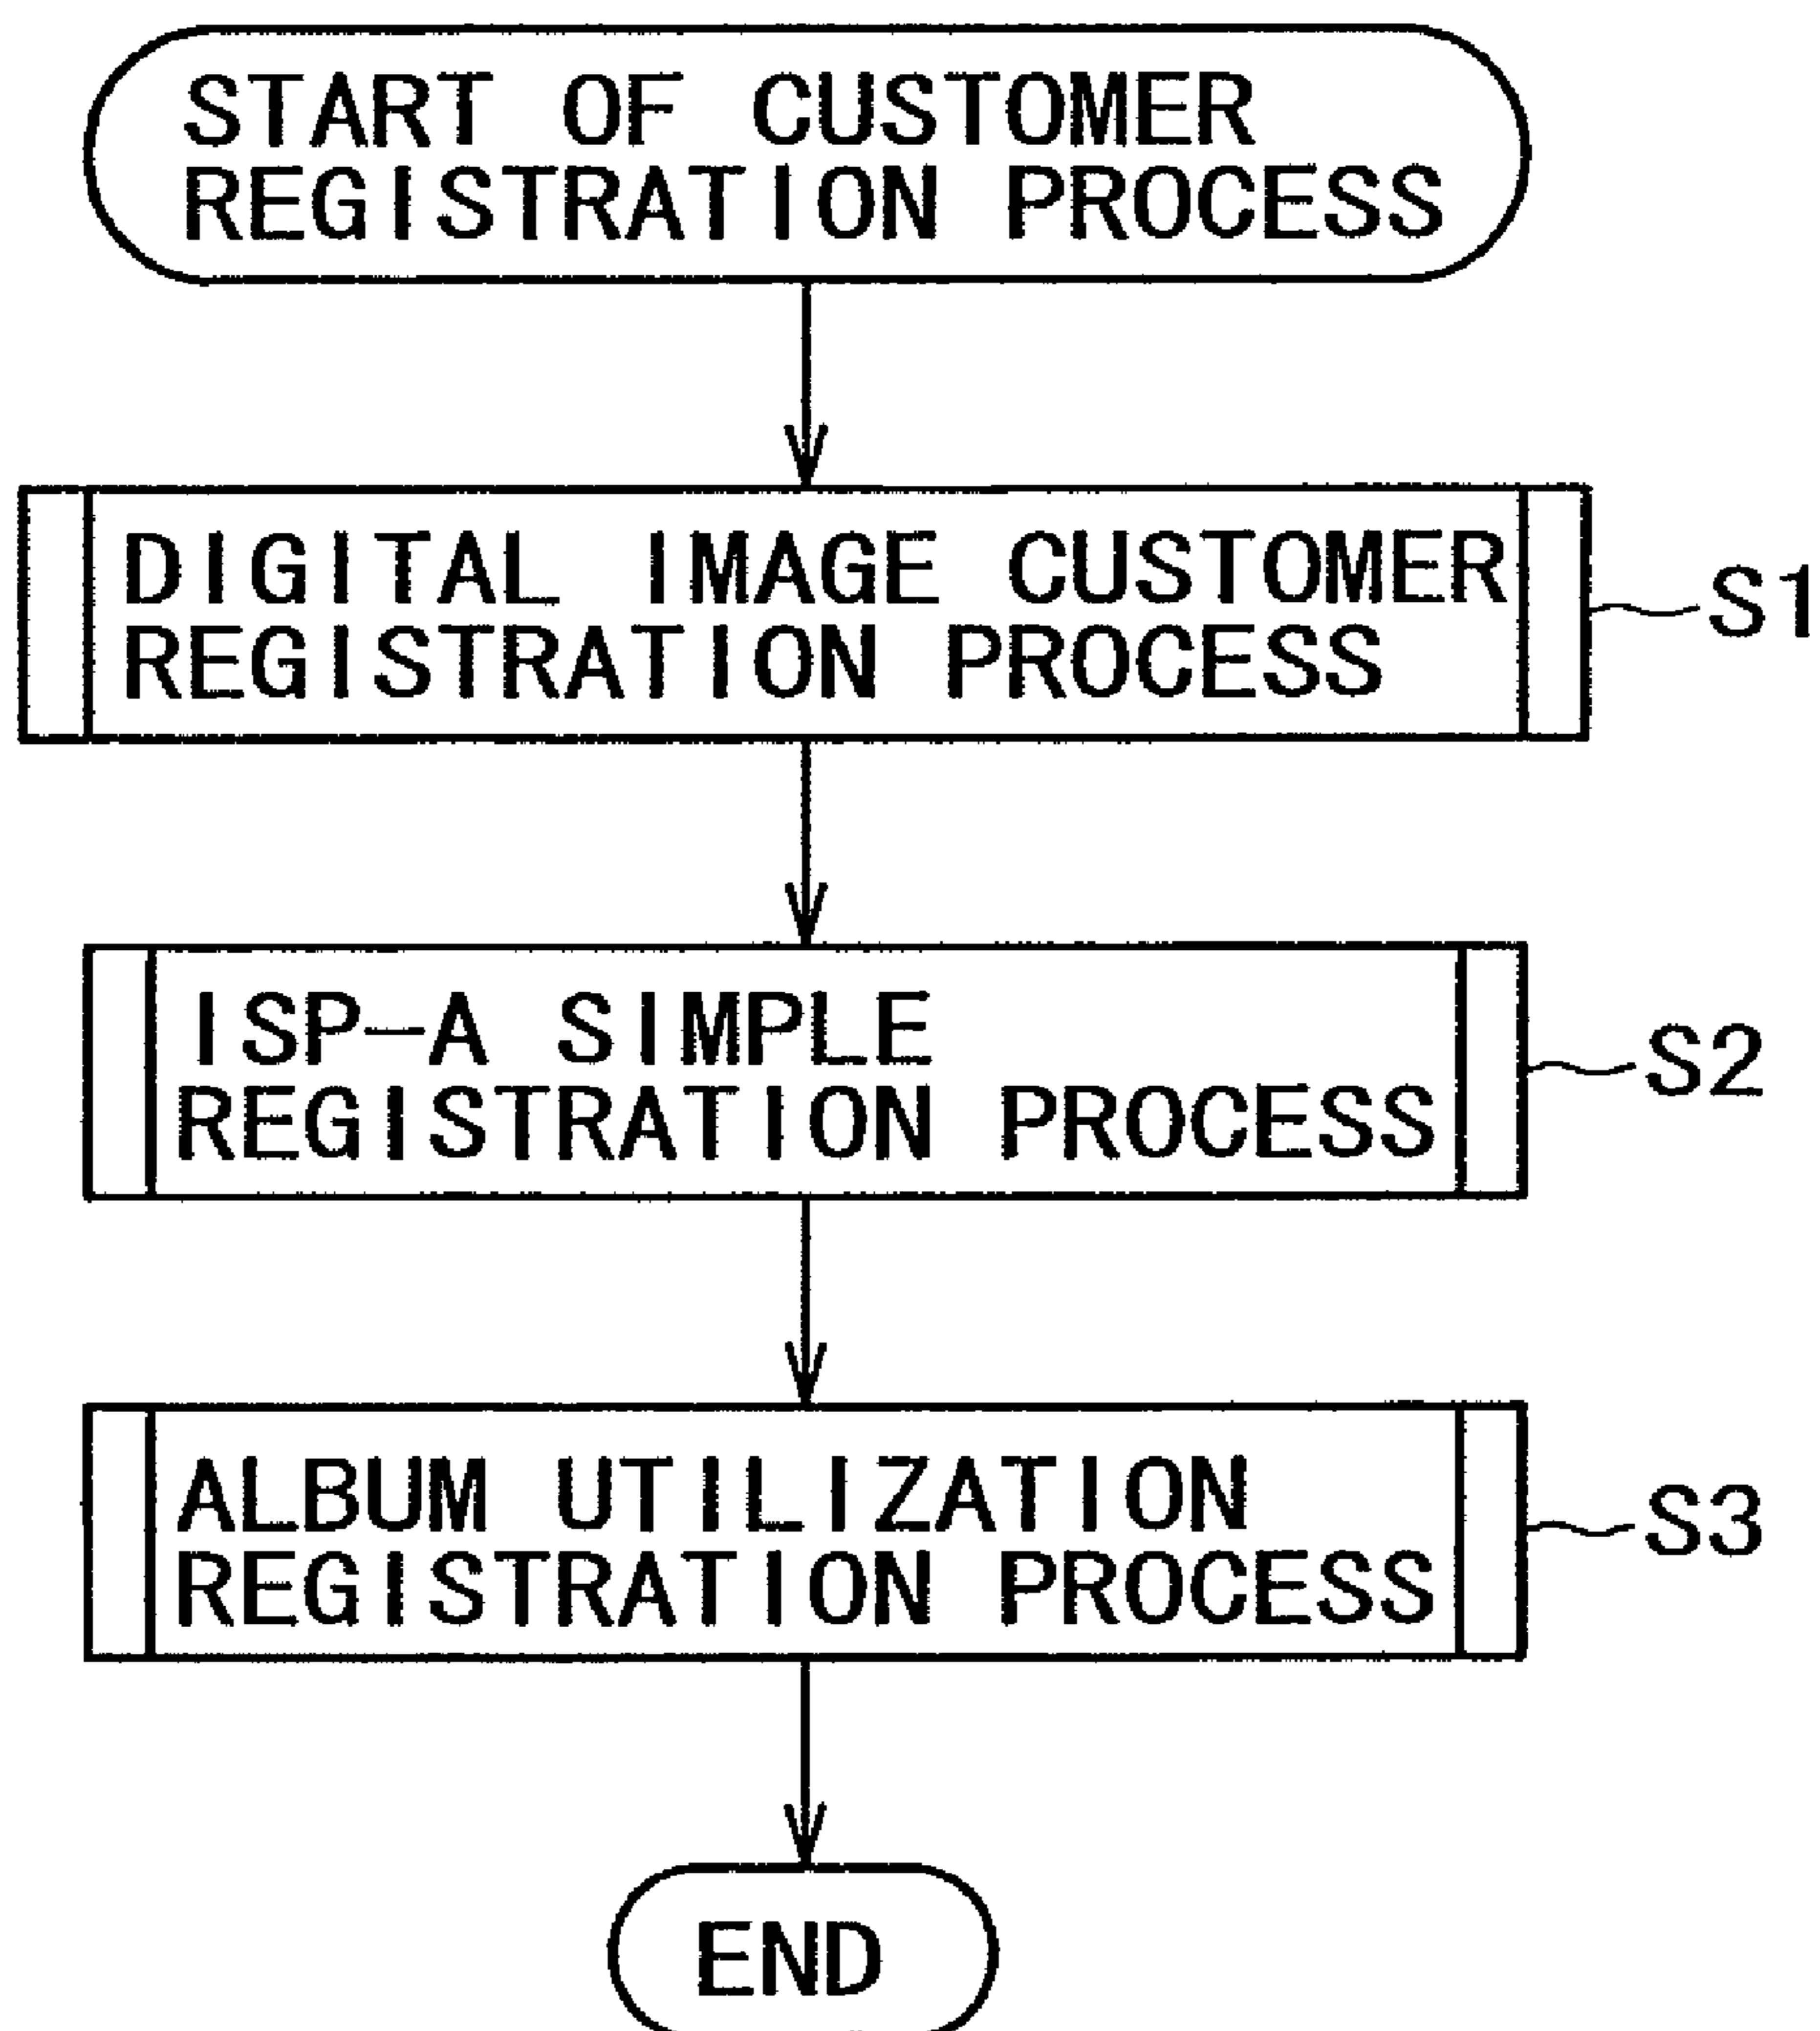 START OF CUSTOMER
REGISTRATION PROCESS
DIGITAL IMAGE CUSTOMER
REGISTRATION PROCESS
S1
ISP-A SIMPLE
REGISTRATION PROCESS
S2
ALBUM UTILIZATION
REGISTRATION PROCESS
S3
END